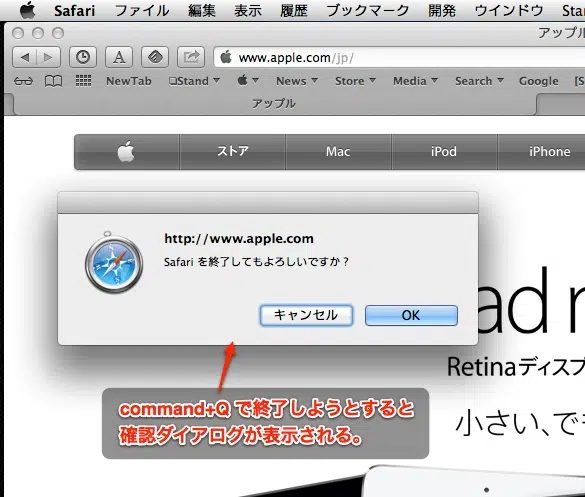 Safari ファイル 編集 表示 履歴 ブックマーク 開発 ウインドウ
アップル
www.apple.com/jp/
NewTab Stand News Store Media Search Google
アップル
ストア Mac iPod iPhone
http://www.apple.com
Safari を終了してもよろしいですか？
キャンセル OK
ad
Retinaディスプ
小さい、で
command+Q で終了しようとすると
確認ダイアログが表示される。